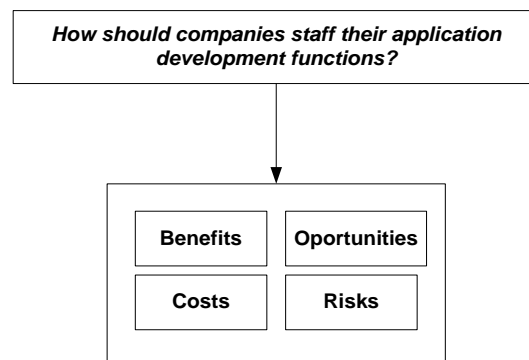 How should companies staff their application
development functions?
Benefits
Oportunities
Costs
Risks